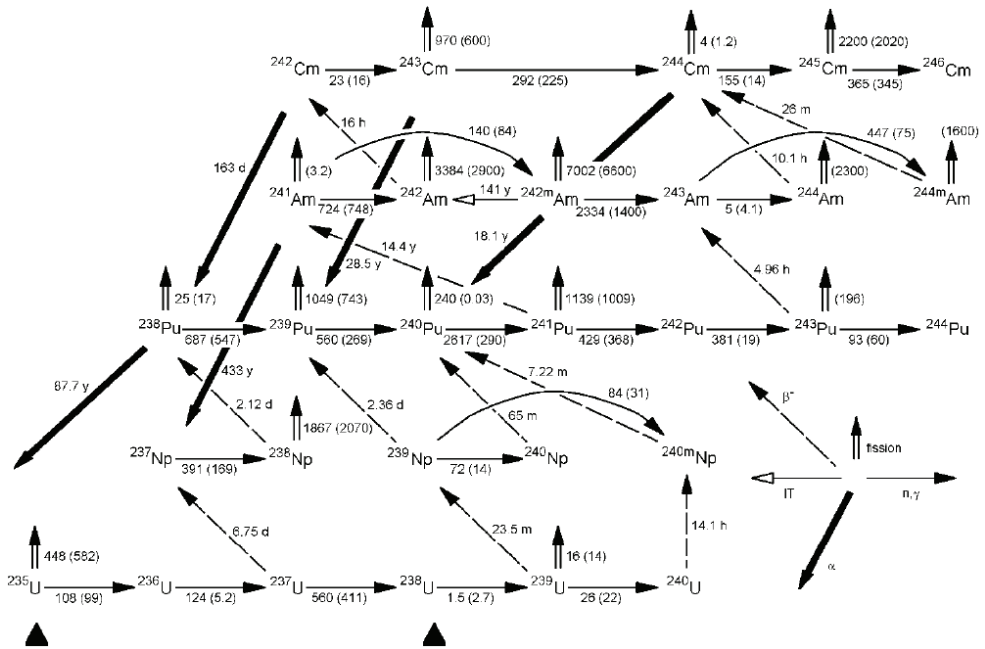 970 (600)
4 (1.2)
2200 (2020)
²⁴²Cm
²⁴³Cm
²⁴⁴Cm
²⁴⁵Cm
²⁴⁶Cm
23 (16)
292 (225)
155 (14)
365 (345)
16 h
140 (84)
26 m
447 (75)
(1600)
163 d
(3.2)
3384 (2900)
7002 (6600)
10.1 h
(2300)
²⁴¹Am
²⁴²Am
141 y
²⁴²ᵐAm
²⁴³Am
²⁴⁴Am
²⁴⁴ᵐAm
724 (748)
2334 (1400)
5 (4.1)
14.4 y
18.1 y
28.5 y
4.96 h
25 (17)
1049 (743)
240 (0.03)
1139 (1009)
(196)
²³⁸Pu
²³⁹Pu
²⁴⁰Pu
²⁴¹Pu
²⁴²Pu
²⁴³Pu
²⁴⁴Pu
687 (547)
560 (269)
2617 (290)
429 (368)
381 (19)
93 (60)
87.7 y
433 y
7.22 m
84 (31)
β⁻
2.12 d
2.36 d
65 m
1867 (2070)
fission
²³⁷Np
²³⁸Np
²³⁹Np
²⁴⁰Np
²⁴⁰ᵐNp
391 (169)
72 (14)
IT
n,γ
6.75 d
23.5 m
14.1 h
α
448 (582)
16 (14)
²³⁵U
²³⁶U
²³⁷U
²³⁸U
²³⁹U
²⁴⁰U
108 (99)
124 (5.2)
560 (411)
1.5 (2.7)
26 (22)